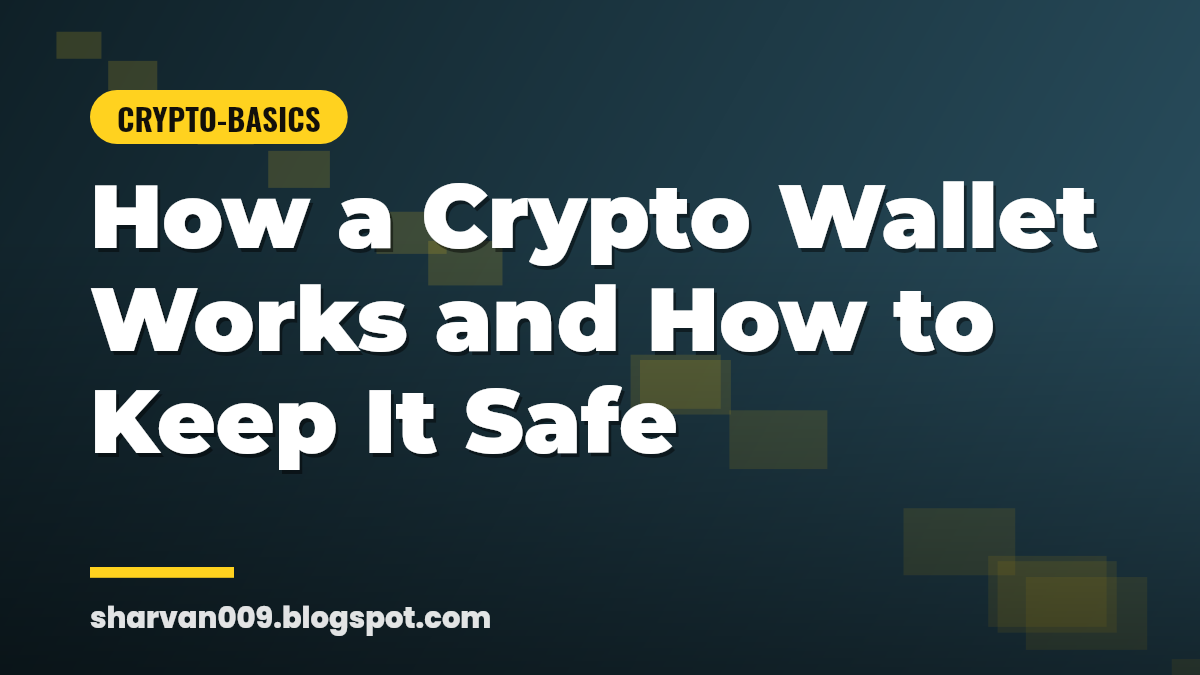 CRYPTO-BASICS
How a Crypto Wallet
Works and How to
Keep It Safe
sharvan009.blogspot.com